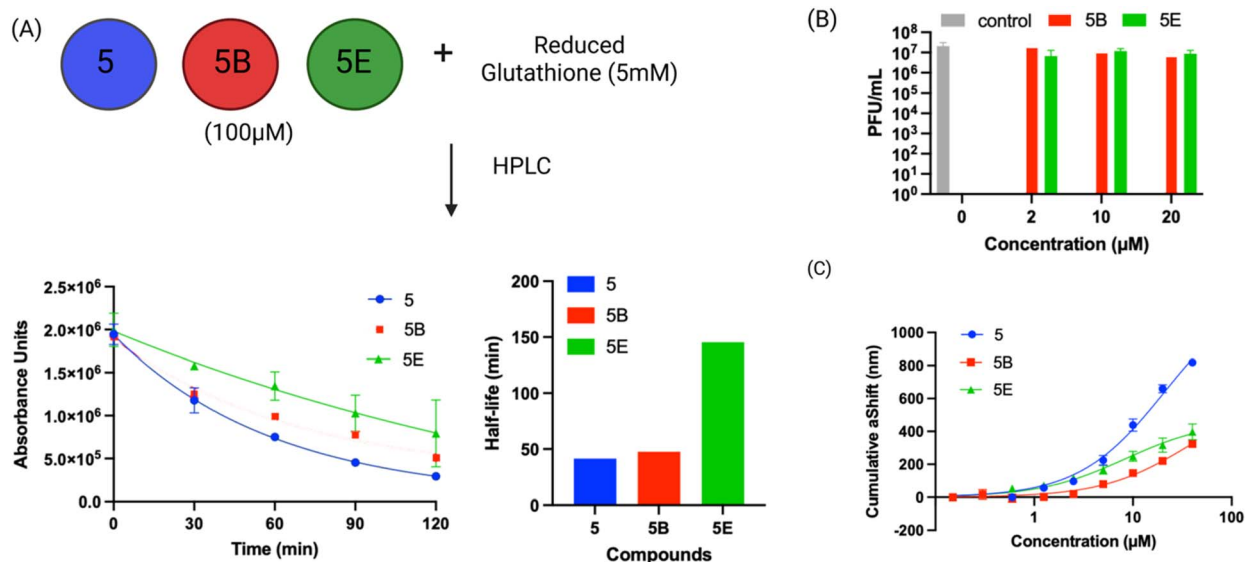 (A)
5
5B
5E
+
Reduced
Glutathione (5mM)
(100µM)
HPLC
Absorbance Units
2.5×10⁶
2.0×10⁶
1.5×10⁶
1.0×10⁶
5.0×10⁵
0.0
0 30 60 90 120
Time (min)
5
5B
5E
Half-life (min)
200
150
100
50
0
5 5B 5E
Compounds
5
5B
5E
(B)
control 5B 5E
PFU/mL
10⁸
10⁷
10⁶
10⁵
10⁴
10³
10²
10¹
10⁰
0 2 10 20
Concentration (µM)
(C)
Cumulative aShift (nm)
1000
800
600
400
200
0
-200
1 10 100
Concentration (µM)
5
5B
5E